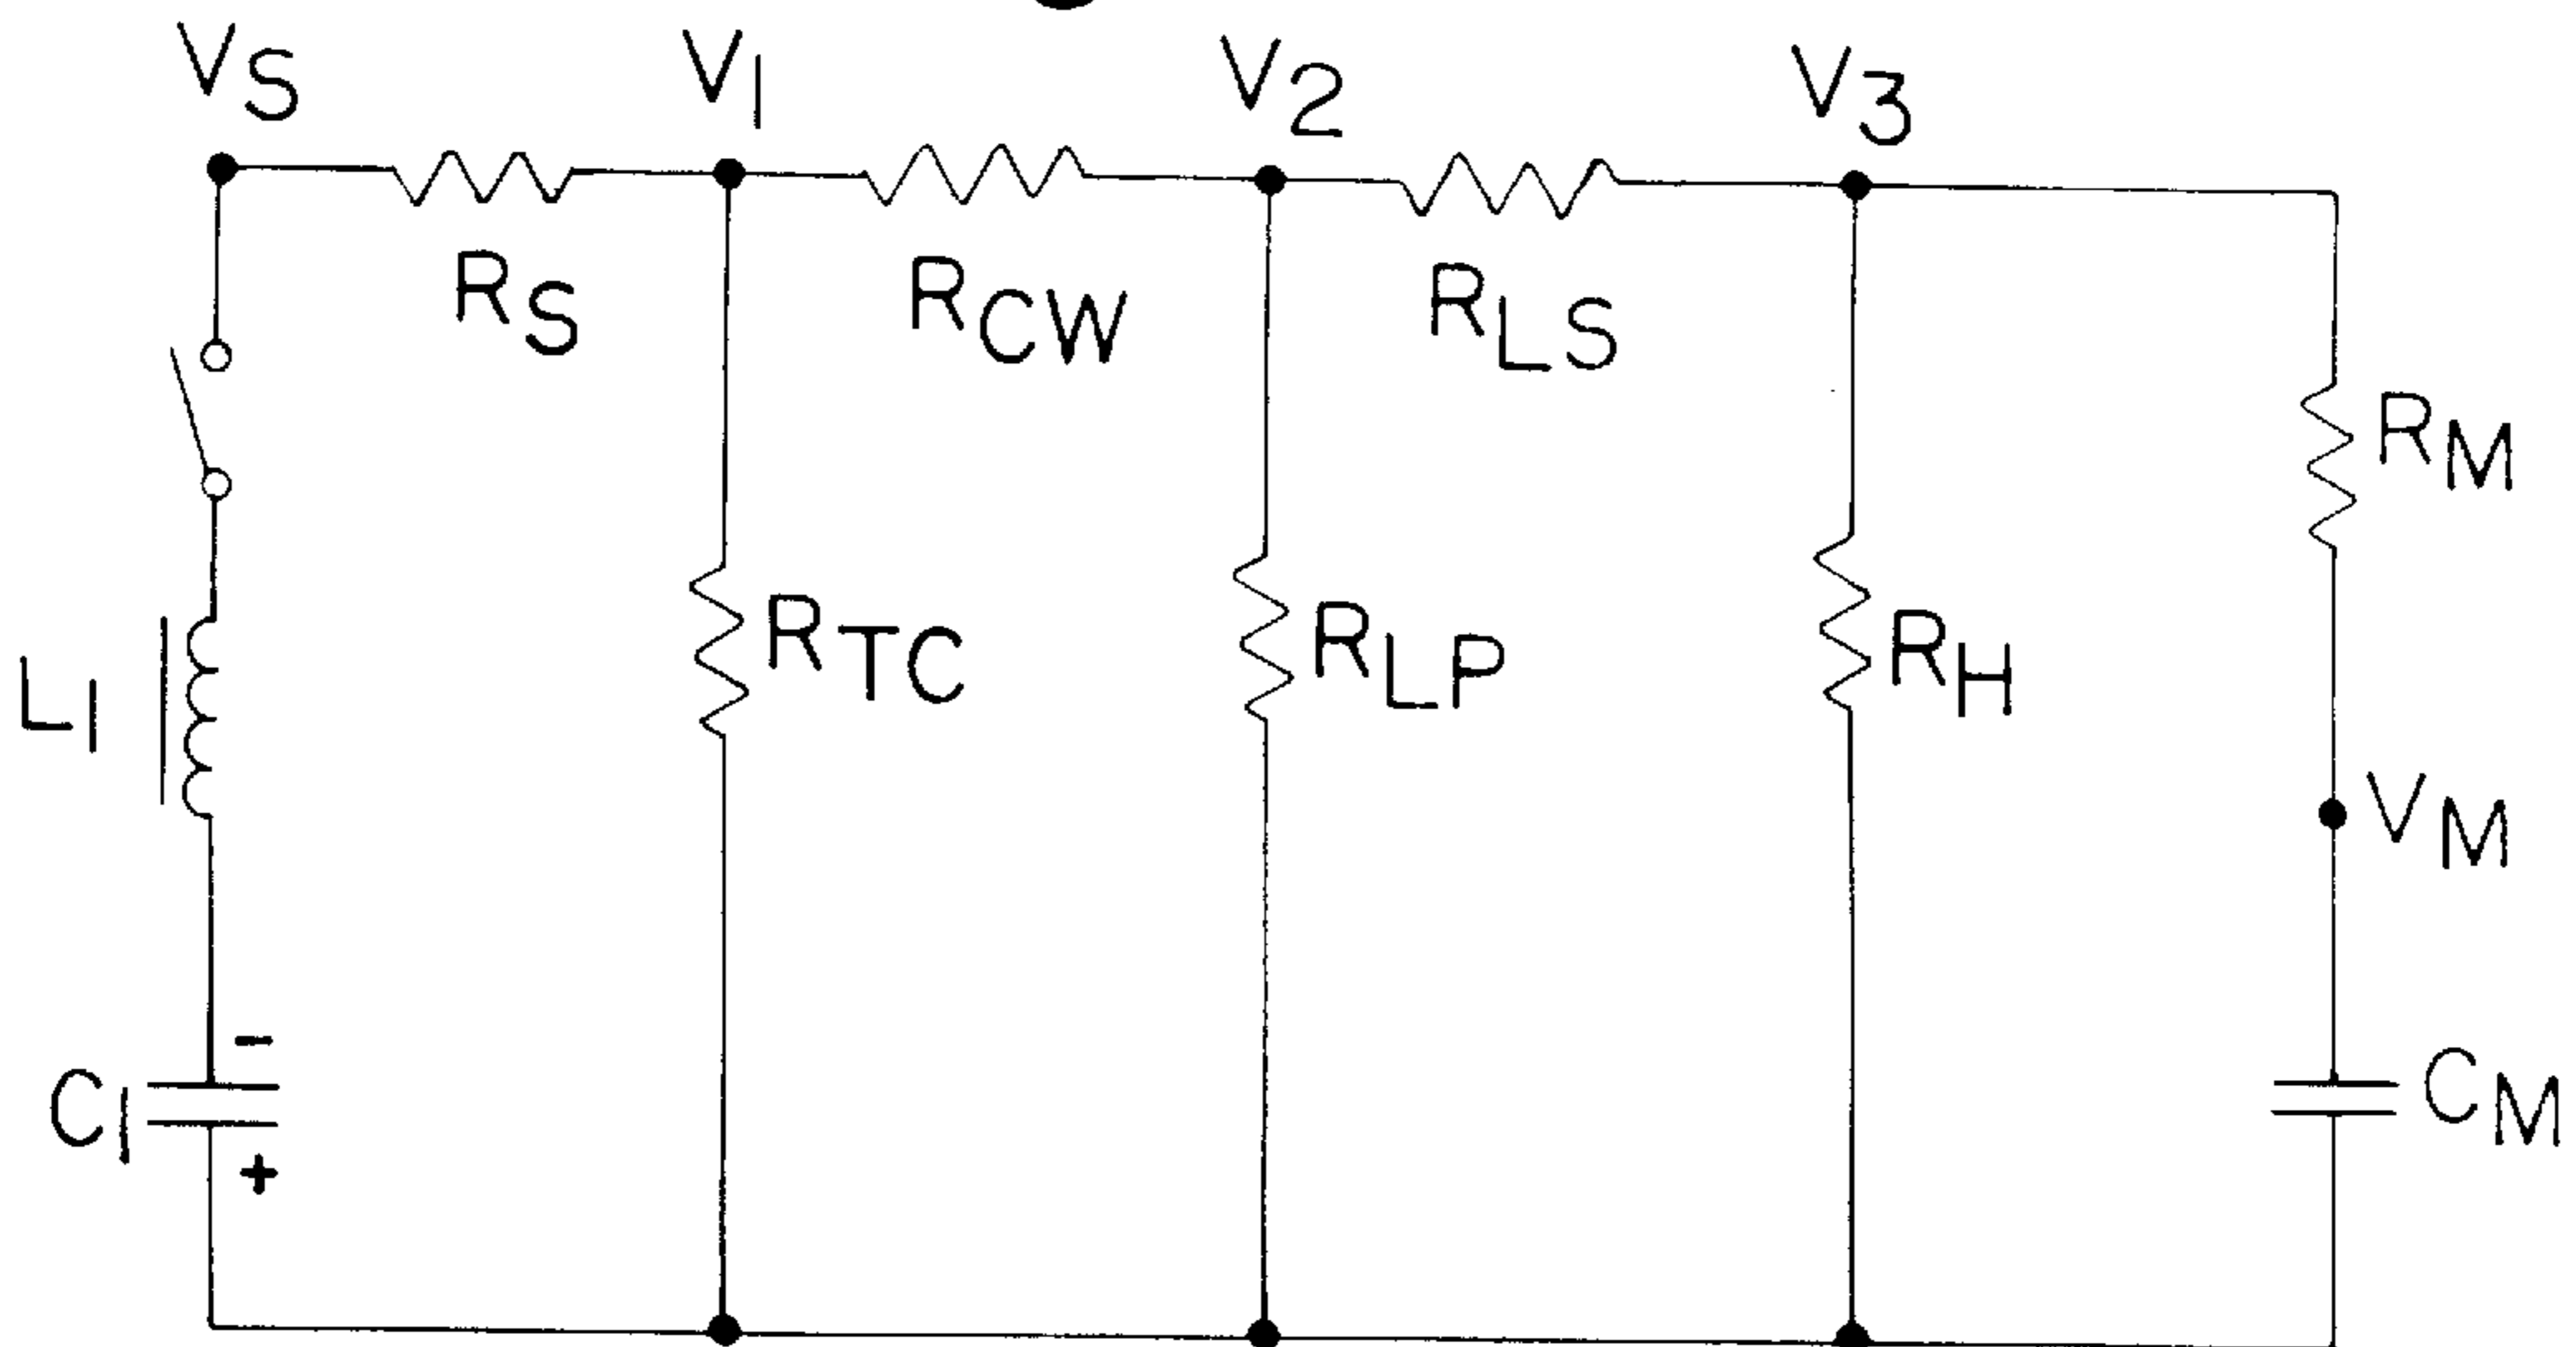 VS V1 V2 V3
RS RCW RLS
RM
RTC RLP RH
L1
VM
-
C1 CM
+